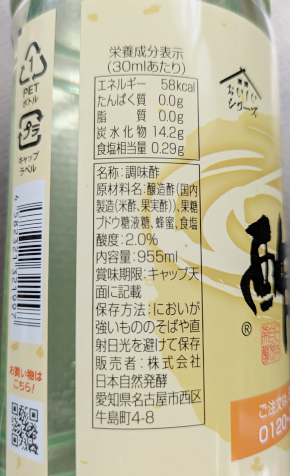 栄養成分表示
(30mlあたり)
エネルギー 58kcal
たんぱく質 0.0g
脂質 0.0g
炭水化物 14.2g
食塩相当量 0.29g
名称:調味酢
原材料名:醸造酢(国内
製造(米酢、果実酢))、果糖
ブドウ糖液糖、蜂蜜、食塩
酸度:2.0%
内容量:955ml
賞味期限:キャップ天
面に記載
保存方法:においが
強いもののそばや直
射日光を避けて保存
販売者:株式会社
日本自然発酵
愛知県名古屋市西区
牛島町4-8
1
PET
ボトル
プラ
キャップ
ラベル
お買い物は
こちら!
おいしい
シリーズ
酢
®
ご注文
0120-